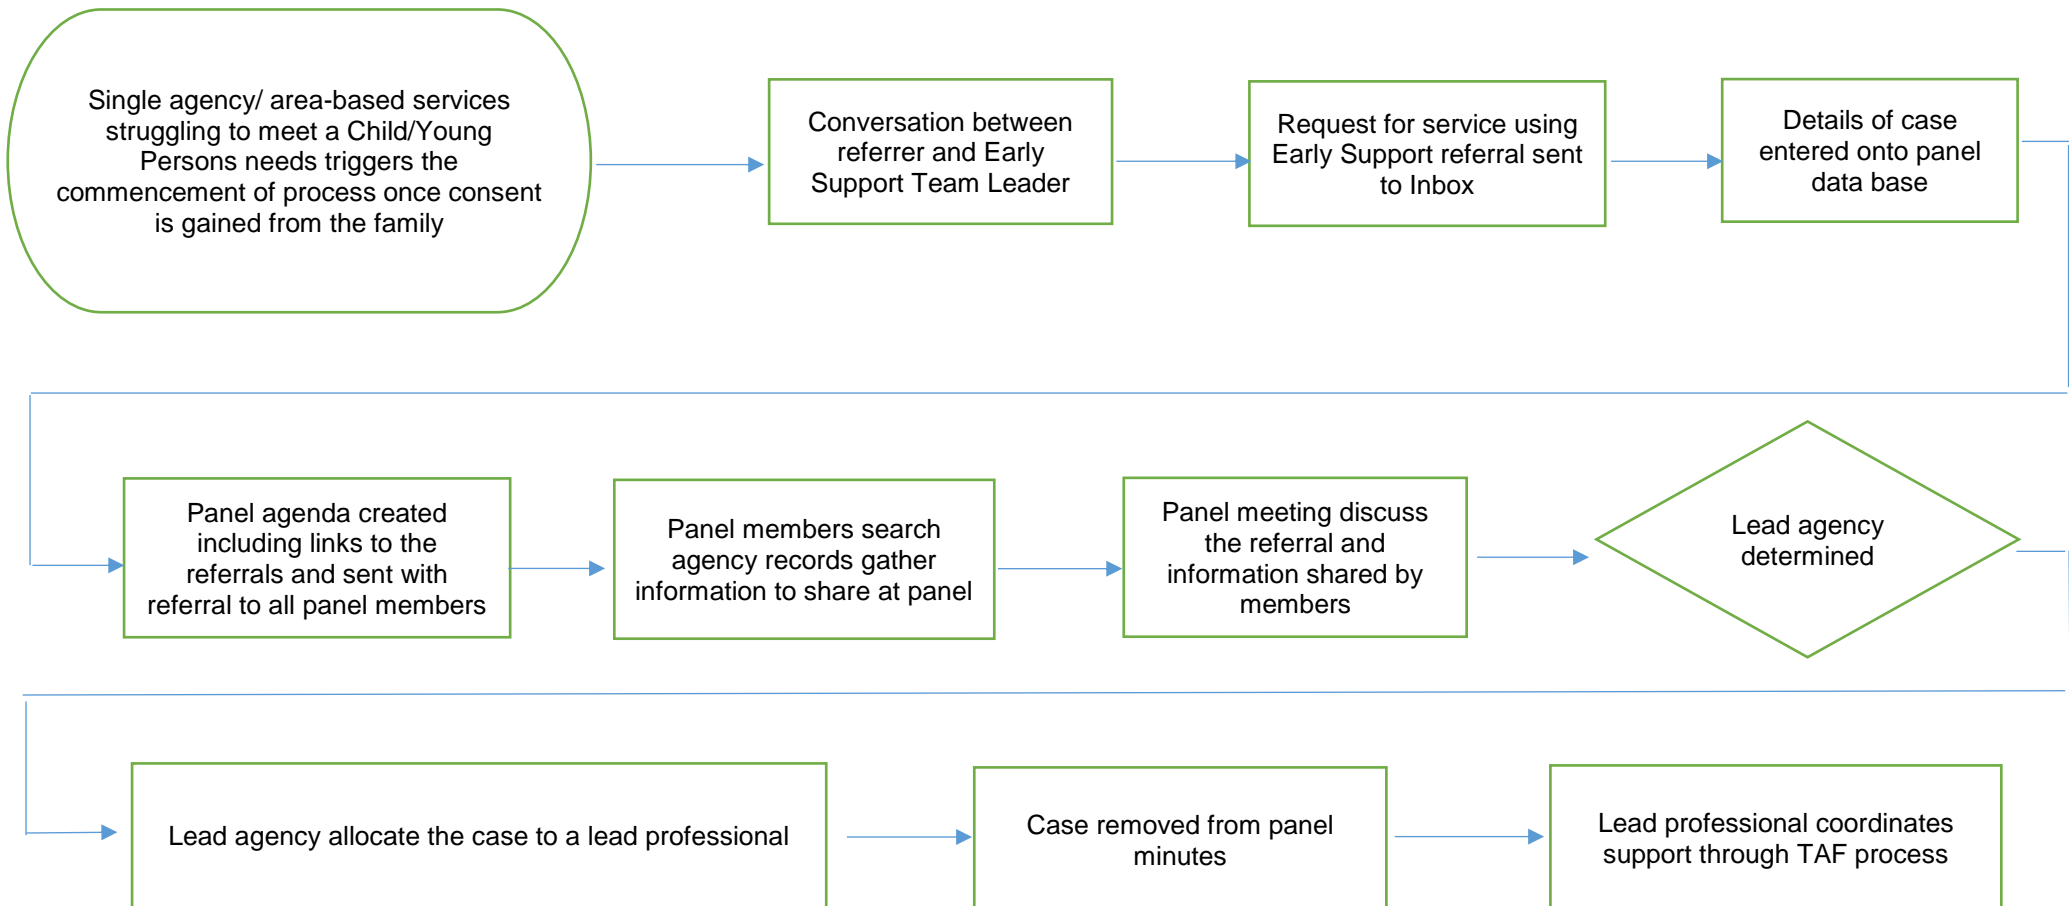 Single agency/ area-based services
struggling to meet a Child/Young
Persons needs triggers the
commencement of process once consent
is gained from the family
Conversation between
referrer and Early
Support Team Leader
Request for service using
Early Support referral sent
to Inbox
Details of case
entered onto panel
data base
Panel agenda created
including links to the
referrals and sent with
referral to all panel members
Panel members search
agency records gather
information to share at panel
Panel meeting discuss
the referral and
information shared by
members
Lead agency
determined
Lead agency allocate the case to a lead professional
Case removed from panel
minutes
Lead professional coordinates
support through TAF process